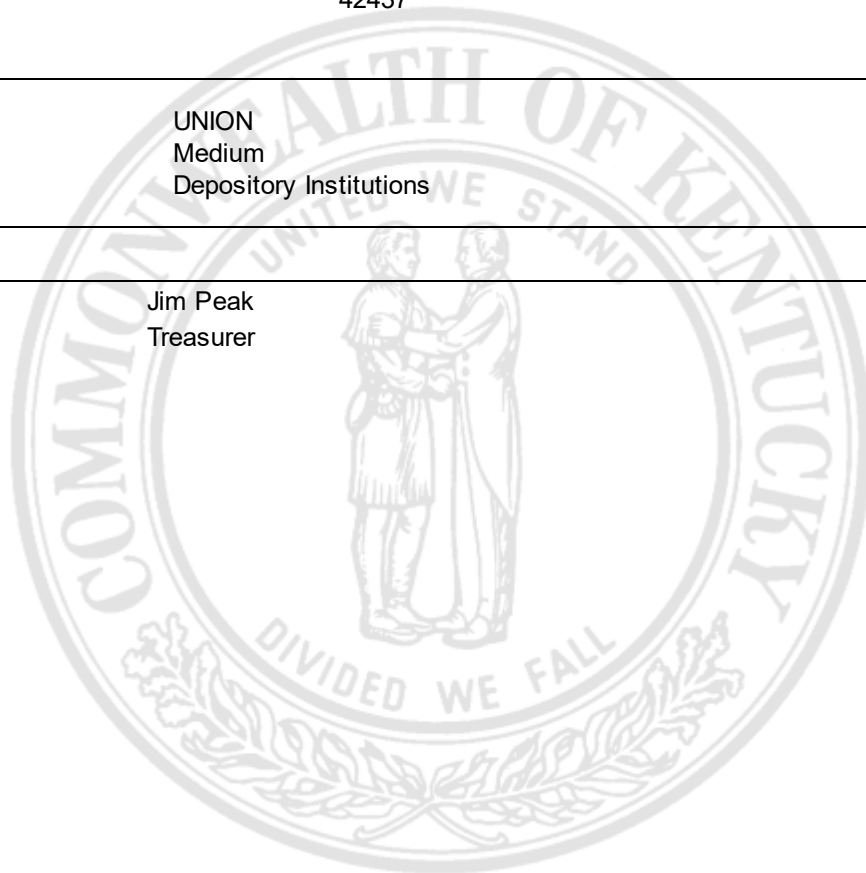 42437
UNION
Medium
Depository Institutions
Jim Peak
Treasurer
COMMONWEALTH OF KENTUCKY
UNITED WE STAND
DIVIDED WE FALL